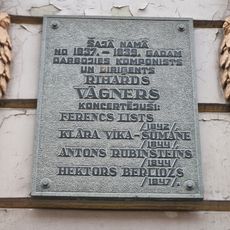 ŠAJĀ NAMĀ
NO 1837.-1839. GADAM
DARBOJIES KOMPONISTS
UN DIRIĢENTS
RIHARDS
VĀGNERS
KONCERTĒJUŠI:
FERENCS LISTS
/1842/
KLĀRA VĪKA-ŠŪMANE
/1844/
ANTONS RUBINŠTEINS
/1844/
HEKTORS BERLIOZS
/1847/